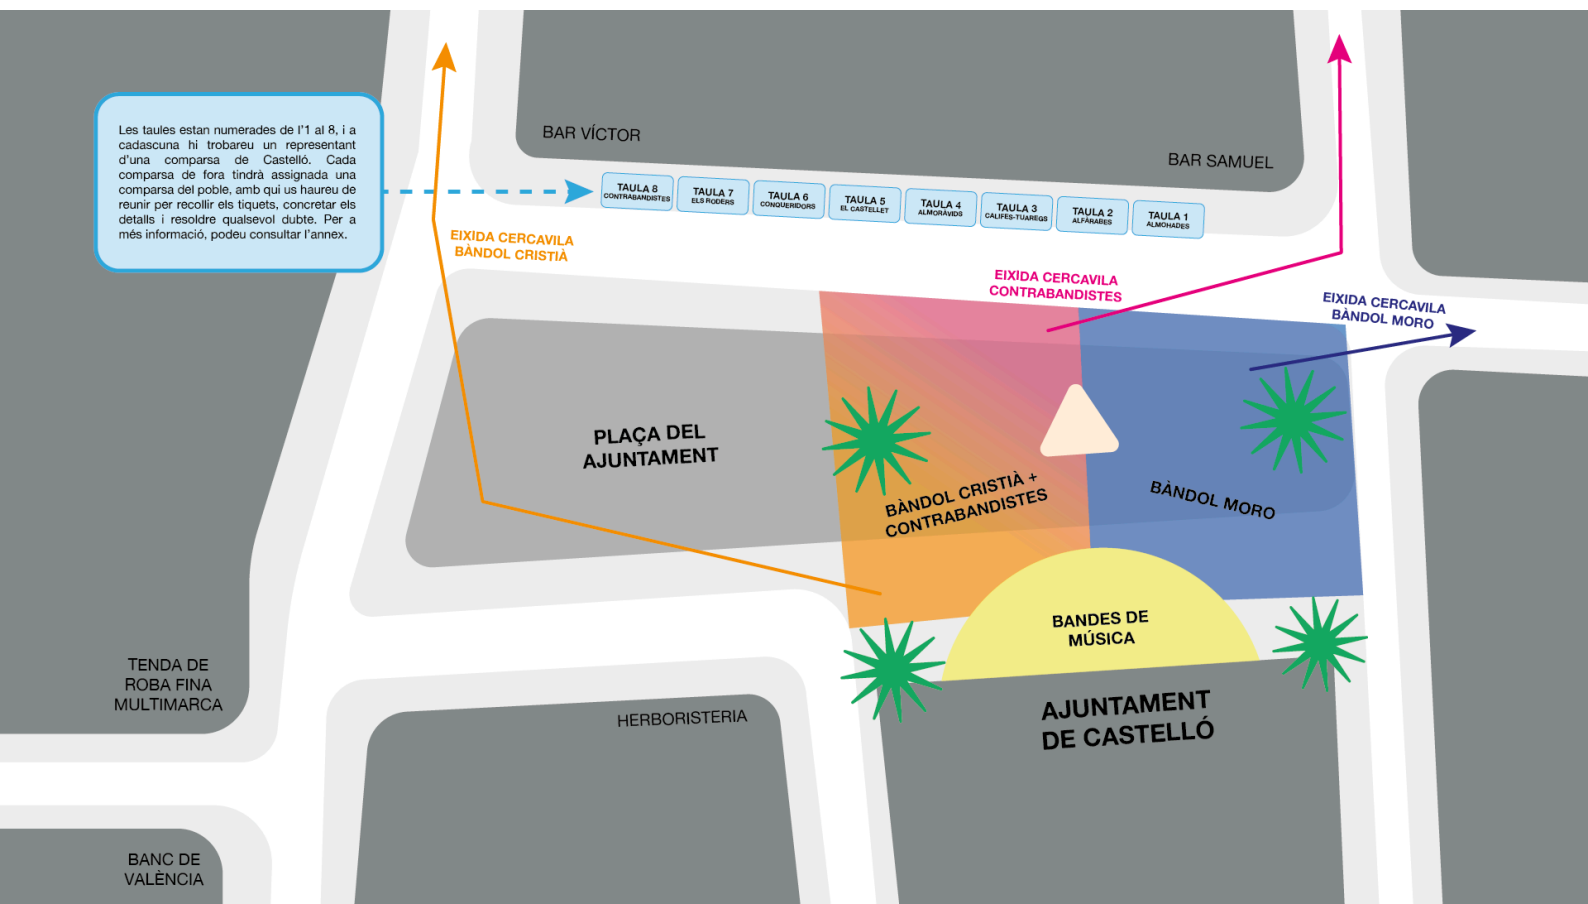 Les taules estan numerades de l'1 al 8, i a
cadascuna hi trobareu un representant
d'una comparsa de Castelló. Cada
comparsa de fora tindrà assignada una
comparsa del poble, amb qui us haureu de
reunir per recollir els tiquets, concretar els
detalls i resoldre qualsevol dubte. Per a
més informació, podeu consultar l'annex.
BAR VÍCTOR
BAR SAMUEL
TAULA 8
CONTRABANDISTES
TAULA 7
ELS RODERS
TAULA 6
CONQUERIDORS
TAULA 5
EL CASTELLET
TAULA 4
ALMORÀVIDS
TAULA 3
CALIFES-TUAREGS
TAULA 2
ALFÀRABES
TAULA 1
ALMOHADES
EIXIDA CERCAVILA
BÀNDOL CRISTIÀ
EIXIDA CERCAVILA
CONTRABANDISTES
EIXIDA CERCAVILA
BÀNDOL MORO
PLAÇA DEL
AJUNTAMENT
BÀNDOL CRISTIÀ +
CONTRABANDISTES
BÀNDOL MORO
BANDES DE
MÚSICA
TENDA DE
ROBA FINA
MULTIMARCA
HERBORISTERIA
AJUNTAMENT
DE CASTELLÓ
BANC DE
VALÈNCIA